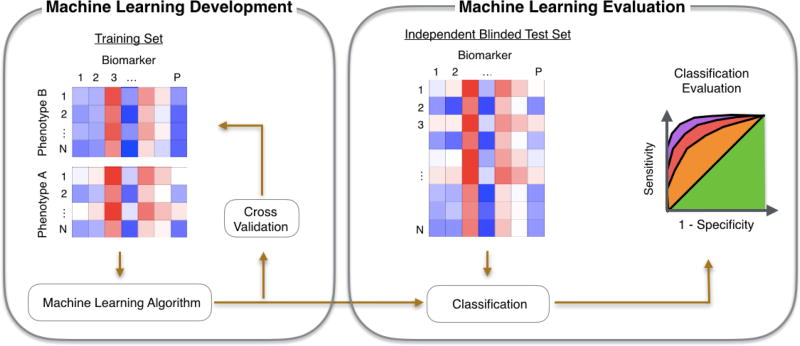 Machine Learning Development
Training Set
Biomarker
1 2 3 ... P
Phenotype B
1
2
⋮
N
Phenotype A
1
2
⋮
N
Cross
Validation
Machine Learning Algorithm
Machine Learning Evaluation
Independent Blinded Test Set
Biomarker
1 2 ... P
1
2
3
⋮
N
Classification
Classification
Evaluation
Sensitivity
1 - Specificity